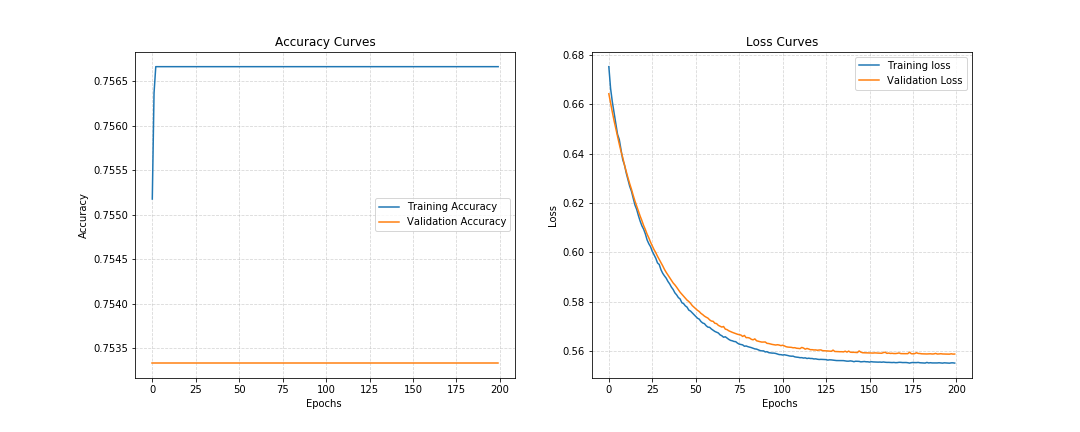 Accuracy Curves
Accuracy
0.7565
0.7560
0.7555
0.7550
0.7545
0.7540
0.7535
Training Accuracy
Validation Accuracy
0 25 50 75 100 125 150 175 200
Epochs
Loss Curves
Loss
0.68
0.66
0.64
0.62
0.60
0.58
0.56
Training loss
Validation Loss
0 25 50 75 100 125 150 175 200
Epochs